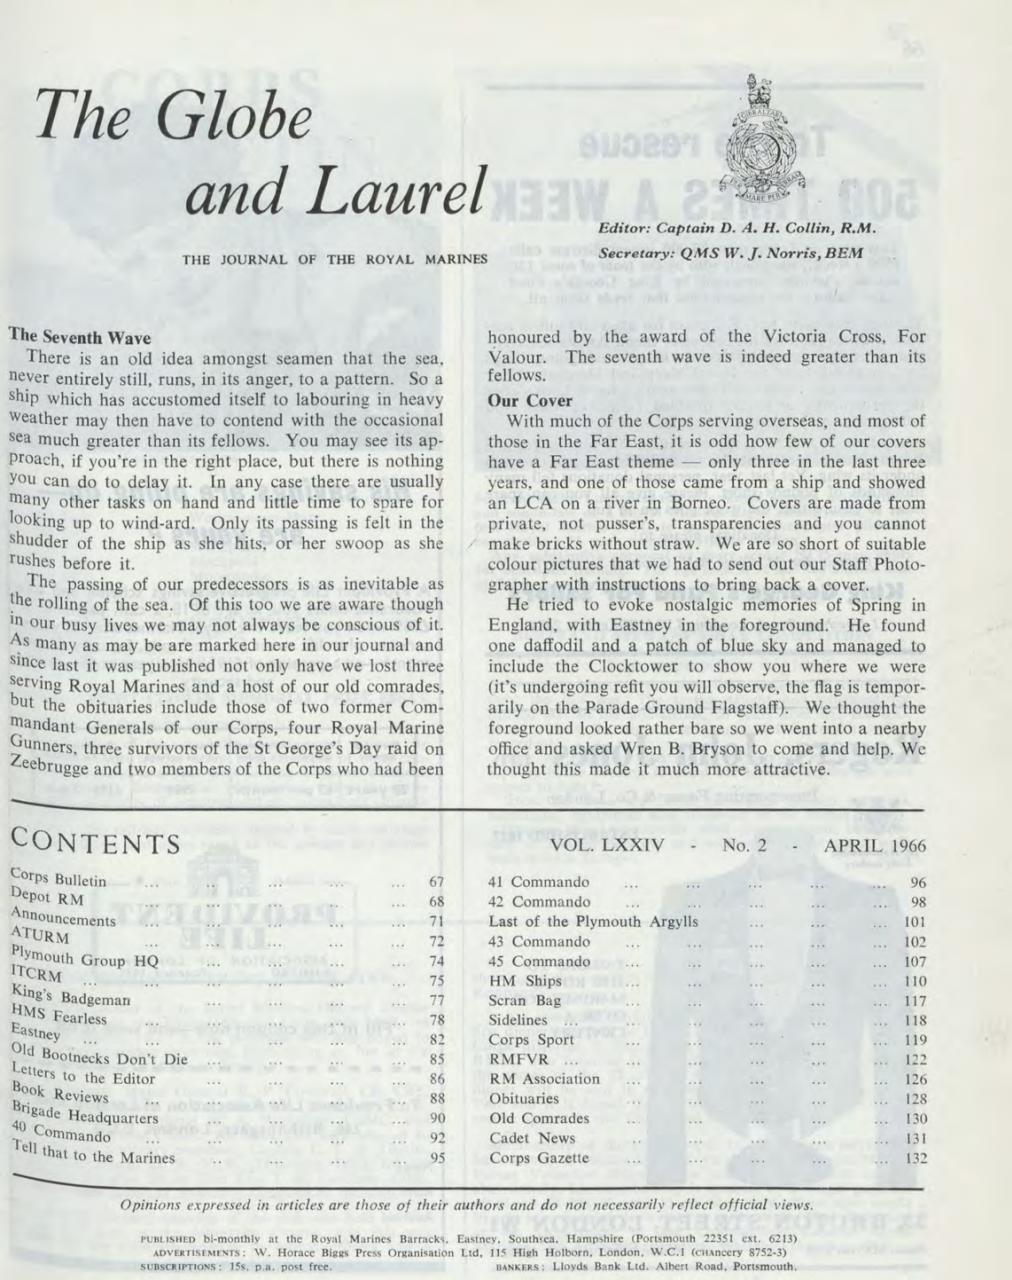 The Globe
and Laurel
THE JOURNAL OF THE ROYAL MARINES
GIBRALTAR
PER MARE PER TERRAM
Editor: Captain D. A. H. Collin, R.M.
Secretary: QMS W. J. Norris, BEM
The Seventh Wave
There is an old idea amongst seamen that the sea,
never entirely still, runs, in its anger, to a pattern. So a
ship which has accustomed itself to labouring in heavy
weather may then have to contend with the occasional
sea much greater than its fellows. You may see its ap-
proach, if you're in the right place, but there is nothing
you can do to delay it. In any case there are usually
many other tasks on hand and little time to spare for
looking up to wind-ard. Only its passing is felt in the
shudder of the ship as she hits, or her swoop as she
rushes before it.
The passing of our predecessors is as inevitable as
the rolling of the sea. Of this too we are aware though
in our busy lives we may not always be conscious of it.
As many as may be are marked here in our journal and
since last it was published not only have we lost three
serving Royal Marines and a host of our old comrades,
but the obituaries include those of two former Com-
mandant Generals of our Corps, four Royal Marine
Gunners, three survivors of the St George's Day raid on
Zeebrugge and two members of the Corps who had been
honoured by the award of the Victoria Cross, For
Valour. The seventh wave is indeed greater than its
fellows.
Our Cover
With much of the Corps serving overseas, and most of
those in the Far East, it is odd how few of our covers
have a Far East theme — only three in the last three
years, and one of those came from a ship and showed
an LCA on a river in Borneo. Covers are made from
private, not pusser's, transparencies and you cannot
make bricks without straw. We are so short of suitable
colour pictures that we had to send out our Staff Photo-
grapher with instructions to bring back a cover.
He tried to evoke nostalgic memories of Spring in
England, with Eastney in the foreground. He found
one daffodil and a patch of blue sky and managed to
include the Clocktower to show you where we were
(it's undergoing refit you will observe, the flag is tempor-
arily on the Parade Ground Flagstaff). We thought the
foreground looked rather bare so we went into a nearby
office and asked Wren B. Bryson to come and help. We
thought this made it much more attractive.
CONTENTS
Corps Bulletin ... .. ... ... ... 67
Depot RM ... ... ... ... ... 68
Announcements ... ... ... ... ... 71
ATURM ... ... ... ... ... 72
Plymouth Group HQ ... ... ... ... 74
ITCRM ... ... ... ... ... 75
King's Badgeman ... ... ... ... 77
HMS Fearless ... ... ... ... ... 78
Eastney ... ... ... ... ... 82
Old Bootnecks Don't Die ... ... ... ... 85
Letters to the Editor ... ... ... ... 86
Book Reviews ... ... ... ... ... 88
Brigade Headquarters ... ... ... ... 90
40 Commando ... ... ... ... ... 92
Tell that to the Marines .. ... ... ... 95
VOL. LXXIV - No. 2 - APRIL 1966
41 Commando ... ... ... ... ... 96
42 Commando ... ... ... ... ... 98
Last of the Plymouth Argylls ... ... ... ... 101
43 Commando ... ... ... ... ... 102
45 Commando ... ... ... ... ... 107
HM Ships ... ... ... ... ... 110
Scran Bag ... ... ... ... ... 117
Sidelines ... ... ... ... ... ... 118
Corps Sport ... ... ... ... ... 119
RMFVR ... ... ... ... ... ... 122
RM Association ... ... ... ... ... 126
Obituaries ... ... ... ... ... 128
Old Comrades ... ... ... ... ... 130
Cadet News .. ... ... ... ... 131
Corps Gazette ... ... ... ... ... 132
Opinions expressed in articles are those of their authors and do not necessarily reflect official views.
PUBLISHED bi-monthly at the Royal Marines Barracks, Eastney, Southsea, Hampshire (Portsmouth 22351 ext. 6213)
ADVERTISEMENTS: W. Horace Biggs Press Organisation Ltd, 115 High Holborn, London, W.C.1 (CHAncery 8752-3)
SUBSCRIPTIONS: 15s. p.a. post free. BANKERS: Lloyds Bank Ltd. Albert Road, Portsmouth.